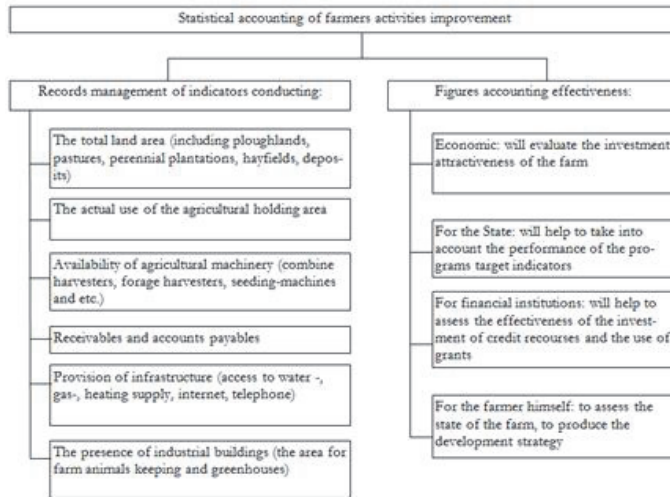 Statistical accounting of farmers activities improvement
Records management of indicators conducting:
The total land area (including ploughlands,
pastures, perennial plantations, hayfields, depos-
its)
The actual use of the agricultural holding area
Availability of agricultural machinery (combine
harvesters, forage harvesters, seeding-machines
and etc.)
Receivables and accounts payables
Provision of infrastructure (access to water -,
gas-, heating supply, internet, telephone)
The presence of industrial buildings (the area for
farm animals keeping and greenhouses)
Figures accounting effectiveness:
Economic: will evaluate the investment
attractiveness of the farm
For the State: will help to take into
account the performance of the pro-
grams target indicators
For financial institutions: will help to
assess the effectiveness of the invest-
ment of credit recourses and the use of
grants
For the farmer himself: to assess the
state of the farm, to produce the
development strategy